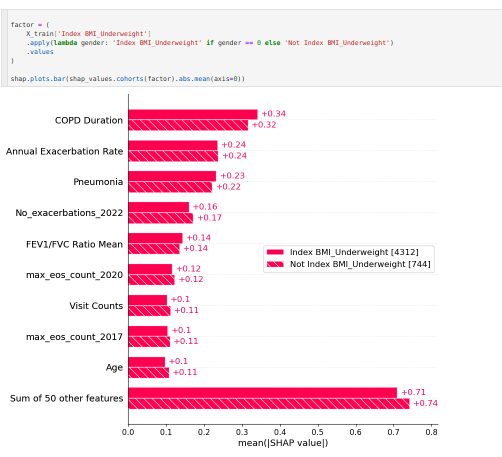 factor = (
    X_train['Index BMI_Underweight']
    .apply(lambda gender: 'Index BMI_Underweight' if gender == 0 else 'Not Index BMI_Underweight')
    .values
)
shap.plots.bar(shap_values.cohorts(factor).abs.mean(axis=0))
COPD Duration
+0.34
+0.32
Annual Exacerbation Rate
+0.24
+0.24
Pneumonia
+0.23
+0.22
No_exacerbations_2022
+0.16
+0.17
FEV1/FVC Ratio Mean
+0.14
+0.14
Index BMI_Underweight [4312]
Not Index BMI_Underweight [744]
max_eos_count_2020
+0.12
+0.12
Visit Counts
+0.1
+0.11
max_eos_count_2017
+0.1
+0.11
Age
+0.1
+0.11
Sum of 50 other features
+0.71
+0.74
0.0 0.1 0.2 0.3 0.4 0.5 0.6 0.7 0.8
mean(|SHAP value|)